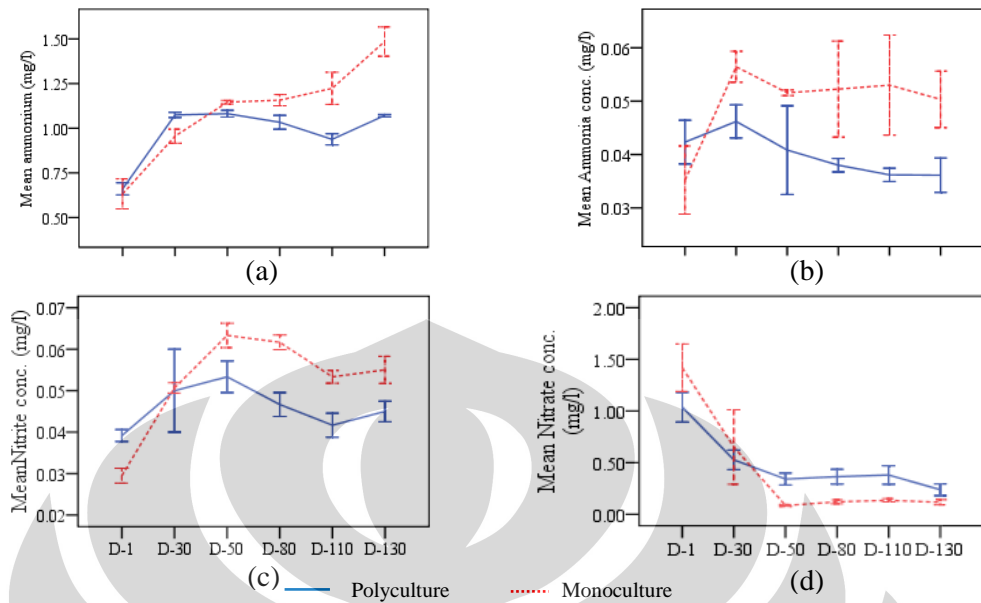 Mean ammonium (mg/l)
1.50
1.25
1.00
0.75
0.50
(a)
Mean Ammonia conc. (mg/l)
0.06
0.05
0.04
0.03
(b)
MeanNitrite conc. (mg/l)
0.07
0.06
0.05
0.04
0.03
0.02
D-1 D-30 D-50 D-80 D-110 D-130
(c)
Mean Nitrate conc.
(mg/l)
2.00
1.50
1.00
0.50
0.00
D-1 D-30 D-50 D-80 D-110 D-130
(d)
Polyculture Monoculture